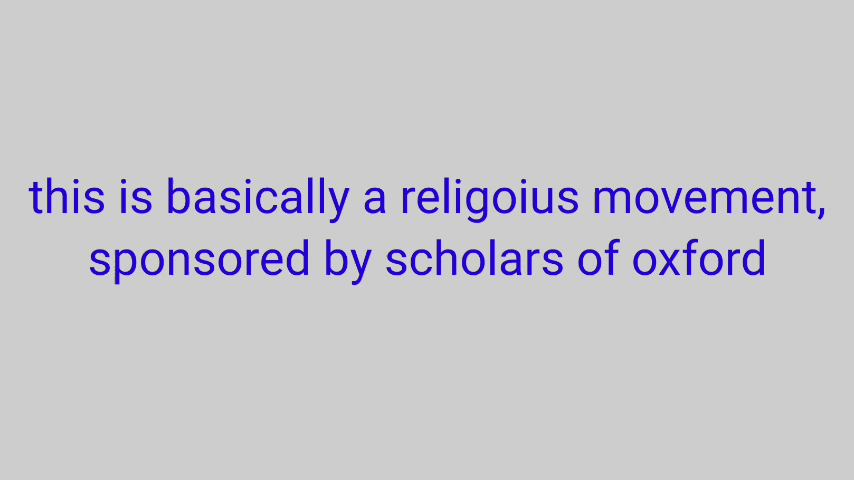 this is basically a religoius movement,
sponsored by scholars of oxford